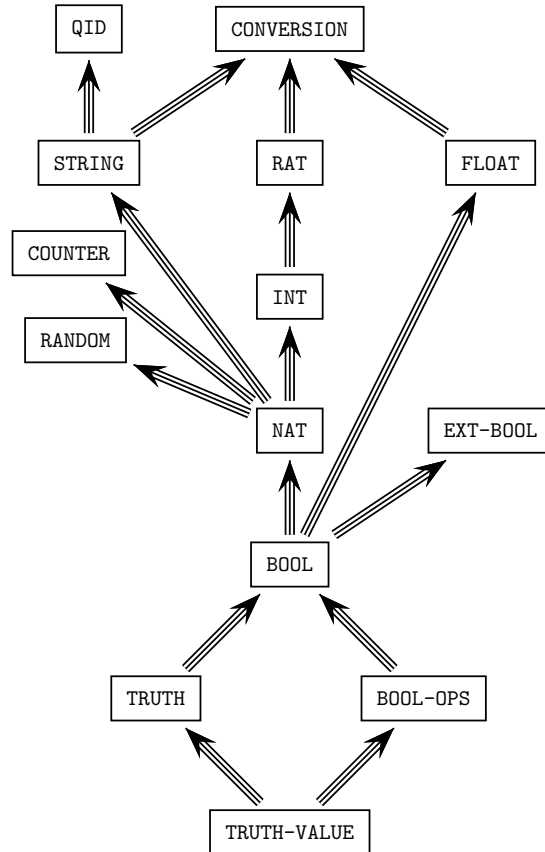 QID
CONVERSION
STRING
RAT
FLOAT
COUNTER
INT
RANDOM
NAT
EXT-BOOL
BOOL
TRUTH
BOOL-OPS
TRUTH-VALUE